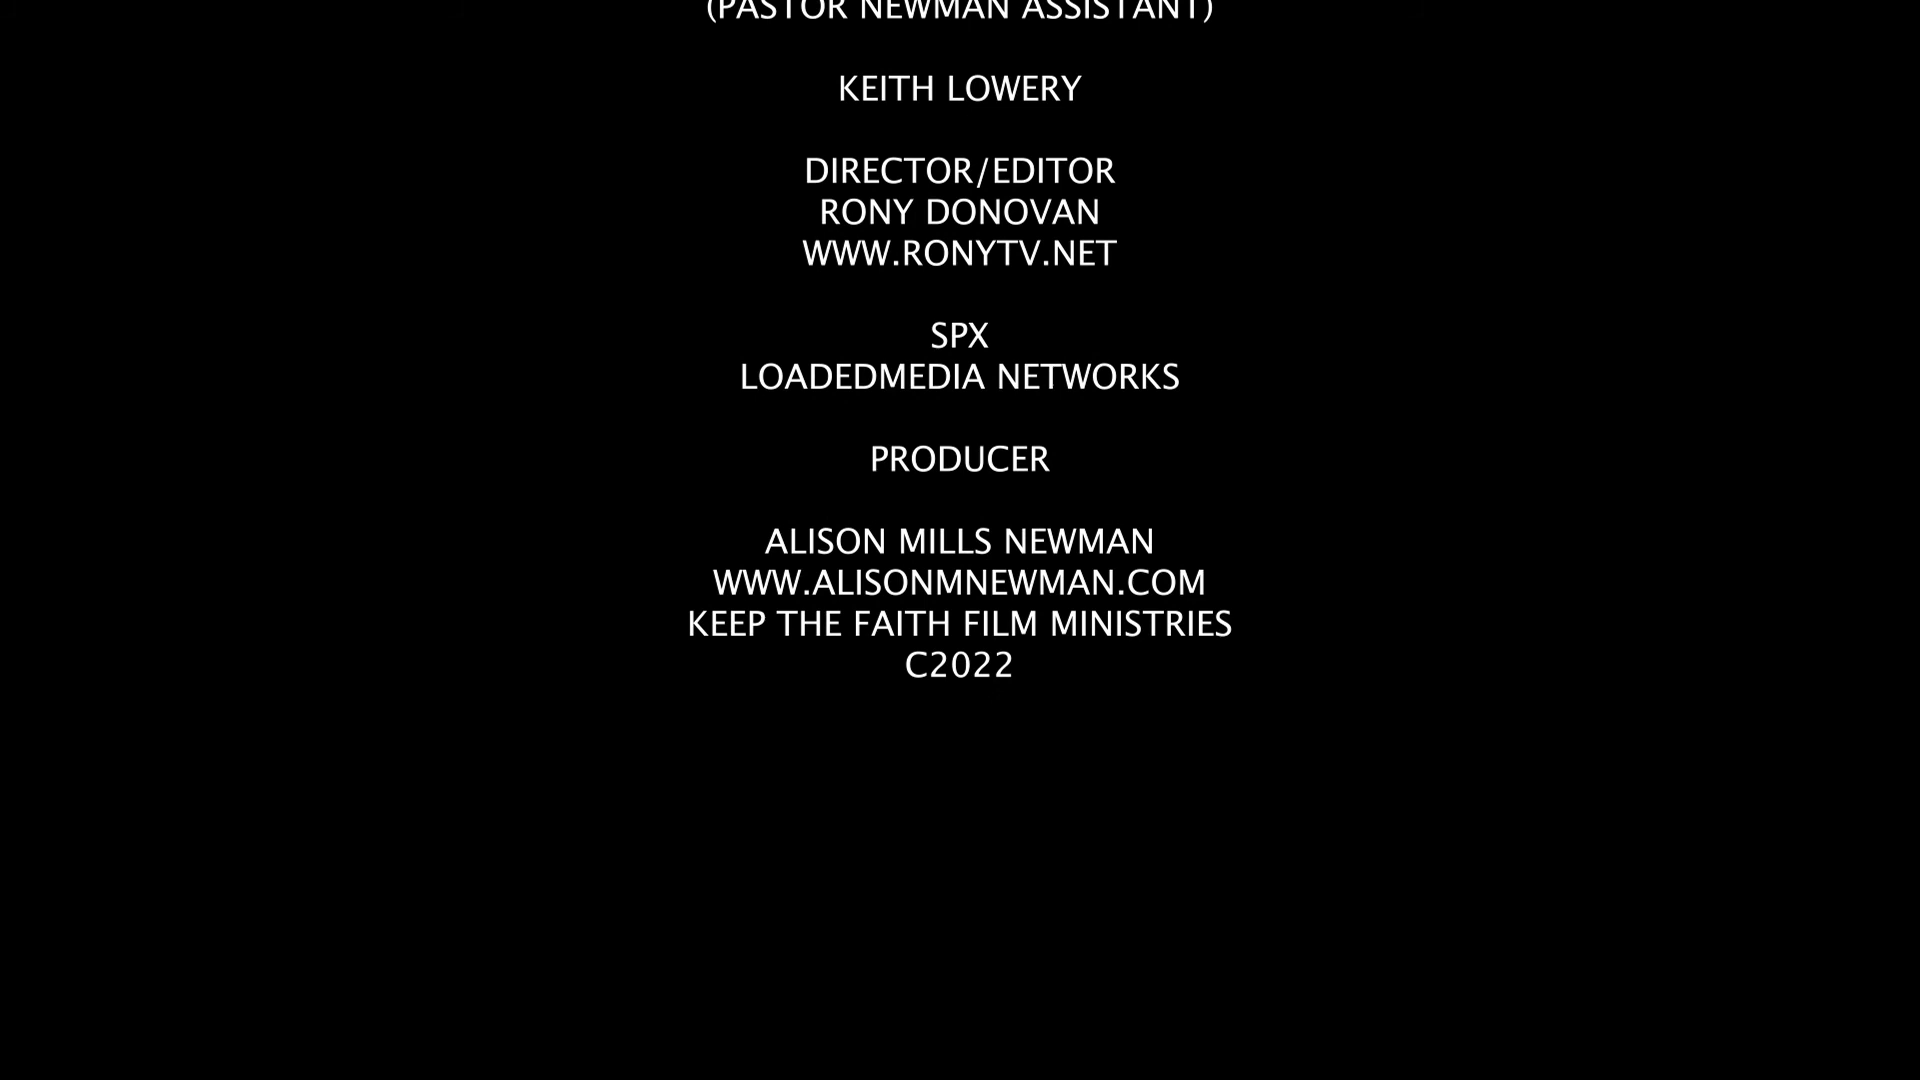 (PASTOR NEWMAN ASSISTANT)
KEITH LOWERY
DIRECTOR/EDITOR
RONY DONOVAN
WWW.RONYTV.NET
SPX
LOADEDMEDIA NETWORKS
PRODUCER
ALISON MILLS NEWMAN
WWW.ALISONMNEWMAN.COM
KEEP THE FAITH FILM MINISTRIES
C2022